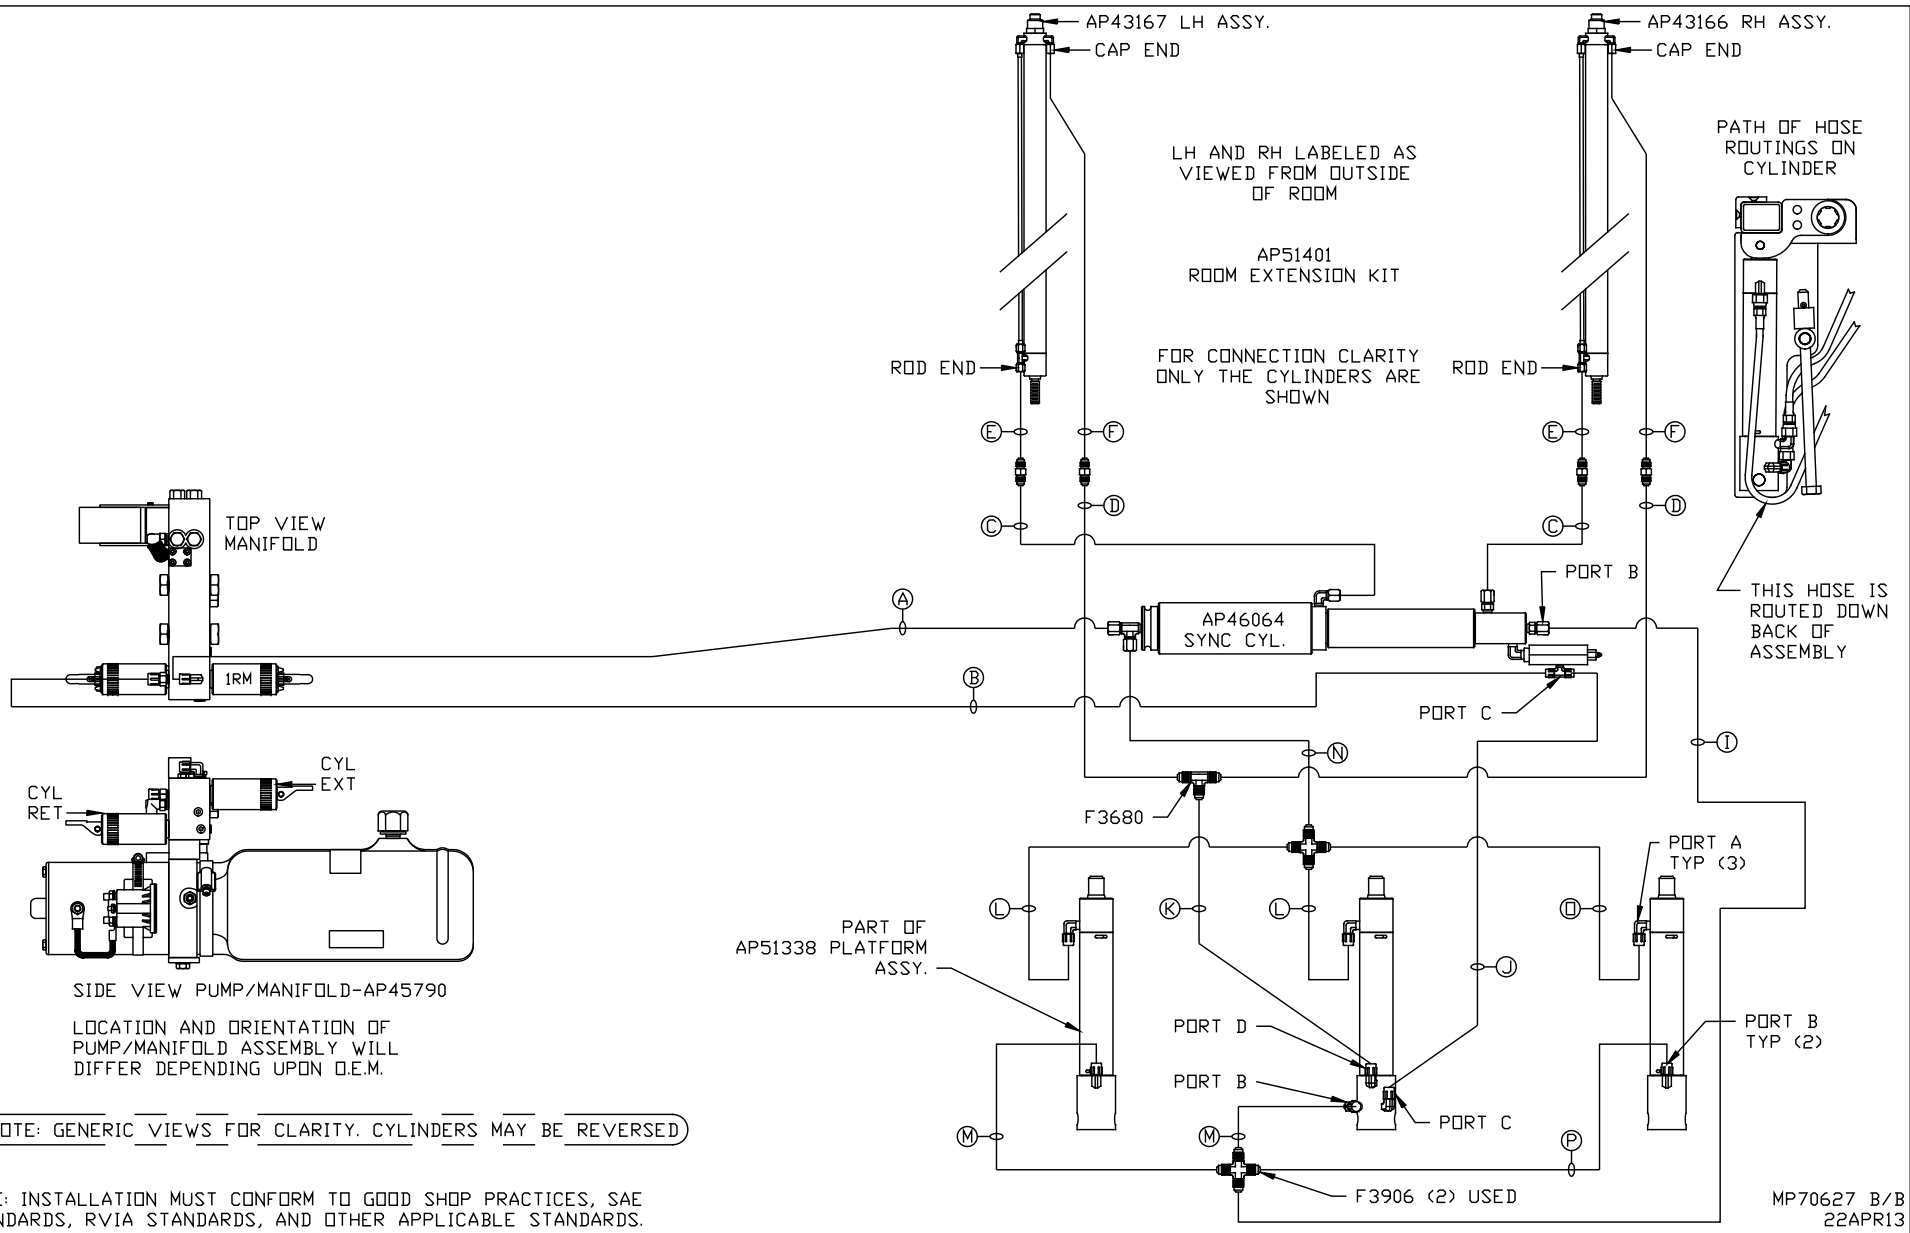 AP43167 LH ASSY.
CAP END
AP43166 RH ASSY.
CAP END
PATH OF HOSE
ROUTINGS ON
CYLINDER
LH AND RH LABELED AS
VIEWED FROM OUTSIDE
OF ROOM
AP51401
ROOM EXTENSION KIT
FOR CONNECTION CLARITY
ONLY THE CYLINDERS ARE
SHOWN
ROD END
ROD END
E
F
E
F
C
D
C
D
TOP VIEW
MANIFOLD
1RM
A
B
AP46064
SYNC CYL.
PORT B
PORT C
THIS HOSE IS
ROUTED DOWN
BACK OF
ASSEMBLY
N
I
CYL
RET
CYL
EXT
F3680
PORT A
TYP (3)
L
K
L
O
J
PART OF
AP51338 PLATFORM
ASSY.
SIDE VIEW PUMP/MANIFOLD-AP45790
LOCATION AND ORIENTATION OF
PUMP/MANIFOLD ASSEMBLY WILL
DIFFER DEPENDING UPON O.E.M.
PORT D
PORT B
PORT C
PORT B
TYP (2)
M
M
P
F3906 (2) USED
OTE: GENERIC VIEWS FOR CLARITY. CYLINDERS MAY BE REVERSED
E: INSTALLATION MUST CONFORM TO GOOD SHOP PRACTICES, SAE
NDARDS, RVIA STANDARDS, AND OTHER APPLICABLE STANDARDS.
MP70627 B/B
22APR13